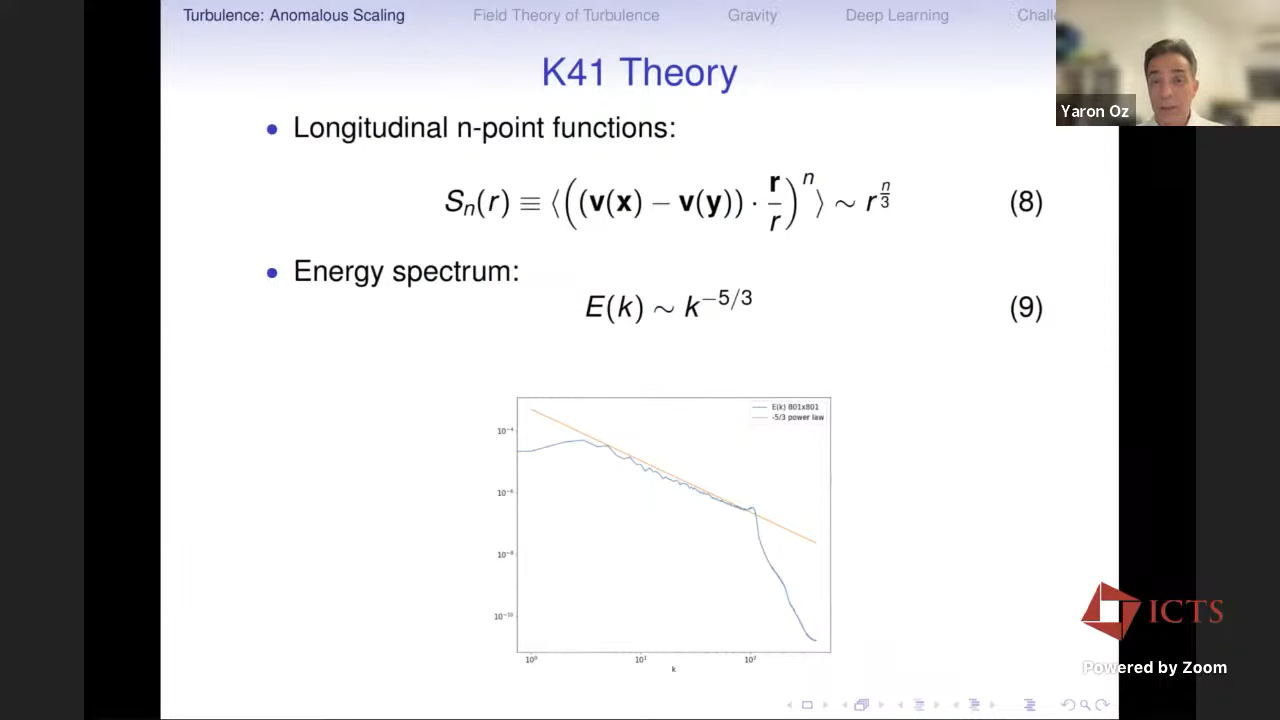 Turbulence: Anomalous Scaling Field Theory of Turbulence Gravity Deep Learning Chall
K41 Theory
Yaron Oz
• Longitudinal n-point functions:
S_n(r) ≡ ⟨((v(x) − v(y)) · r/r)^n⟩ ∼ r^{n/3} (8)
• Energy spectrum:
E(k) ∼ k^{−5/3} (9)
E(k) 801x801
-5/3 power law
10^{-4}
10^{-6}
10^{-8}
10^{-10}
10^0 10^1 10^2
k
ICTS
Powered by Zoom